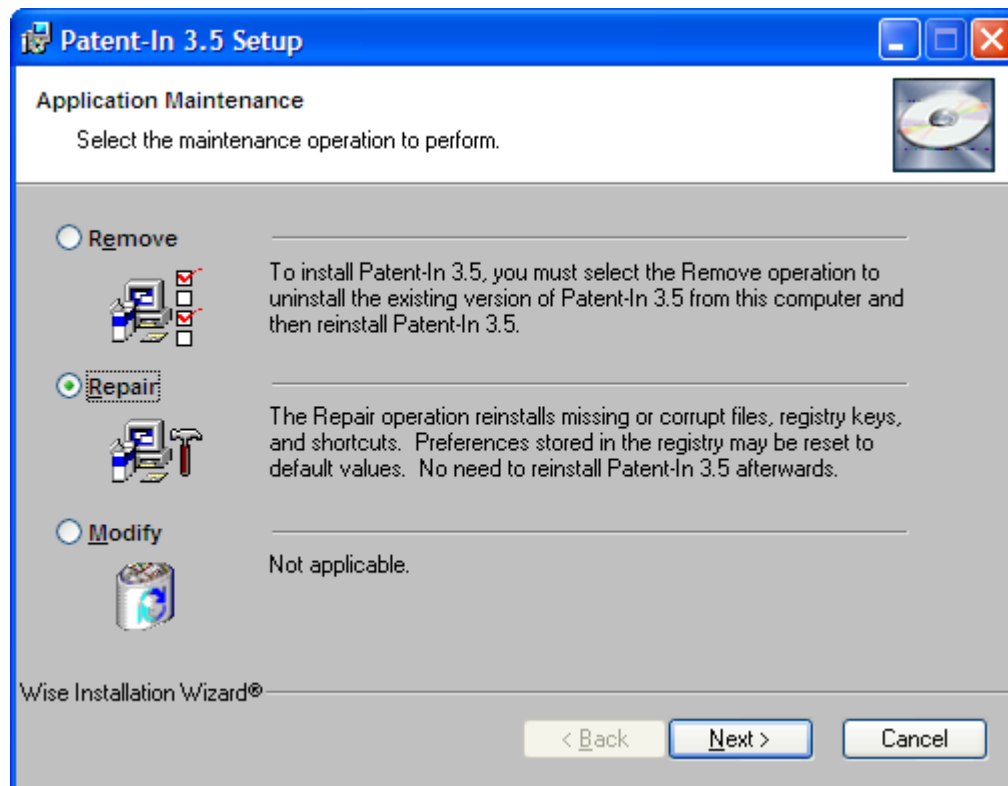 Patent-In 3.5 Setup
Application Maintenance
Select the maintenance operation to perform.
Remove
To install Patent-In 3.5, you must select the Remove operation to
uninstall the existing version of Patent-In 3.5 from this computer and
then reinstall Patent-In 3.5.
Repair
The Repair operation reinstalls missing or corrupt files, registry keys,
and shortcuts.  Preferences stored in the registry may be reset to
default values.  No need to reinstall Patent-In 3.5 afterwards.
Modify
Not applicable.
Wise Installation Wizard®
< Back
Next >
Cancel